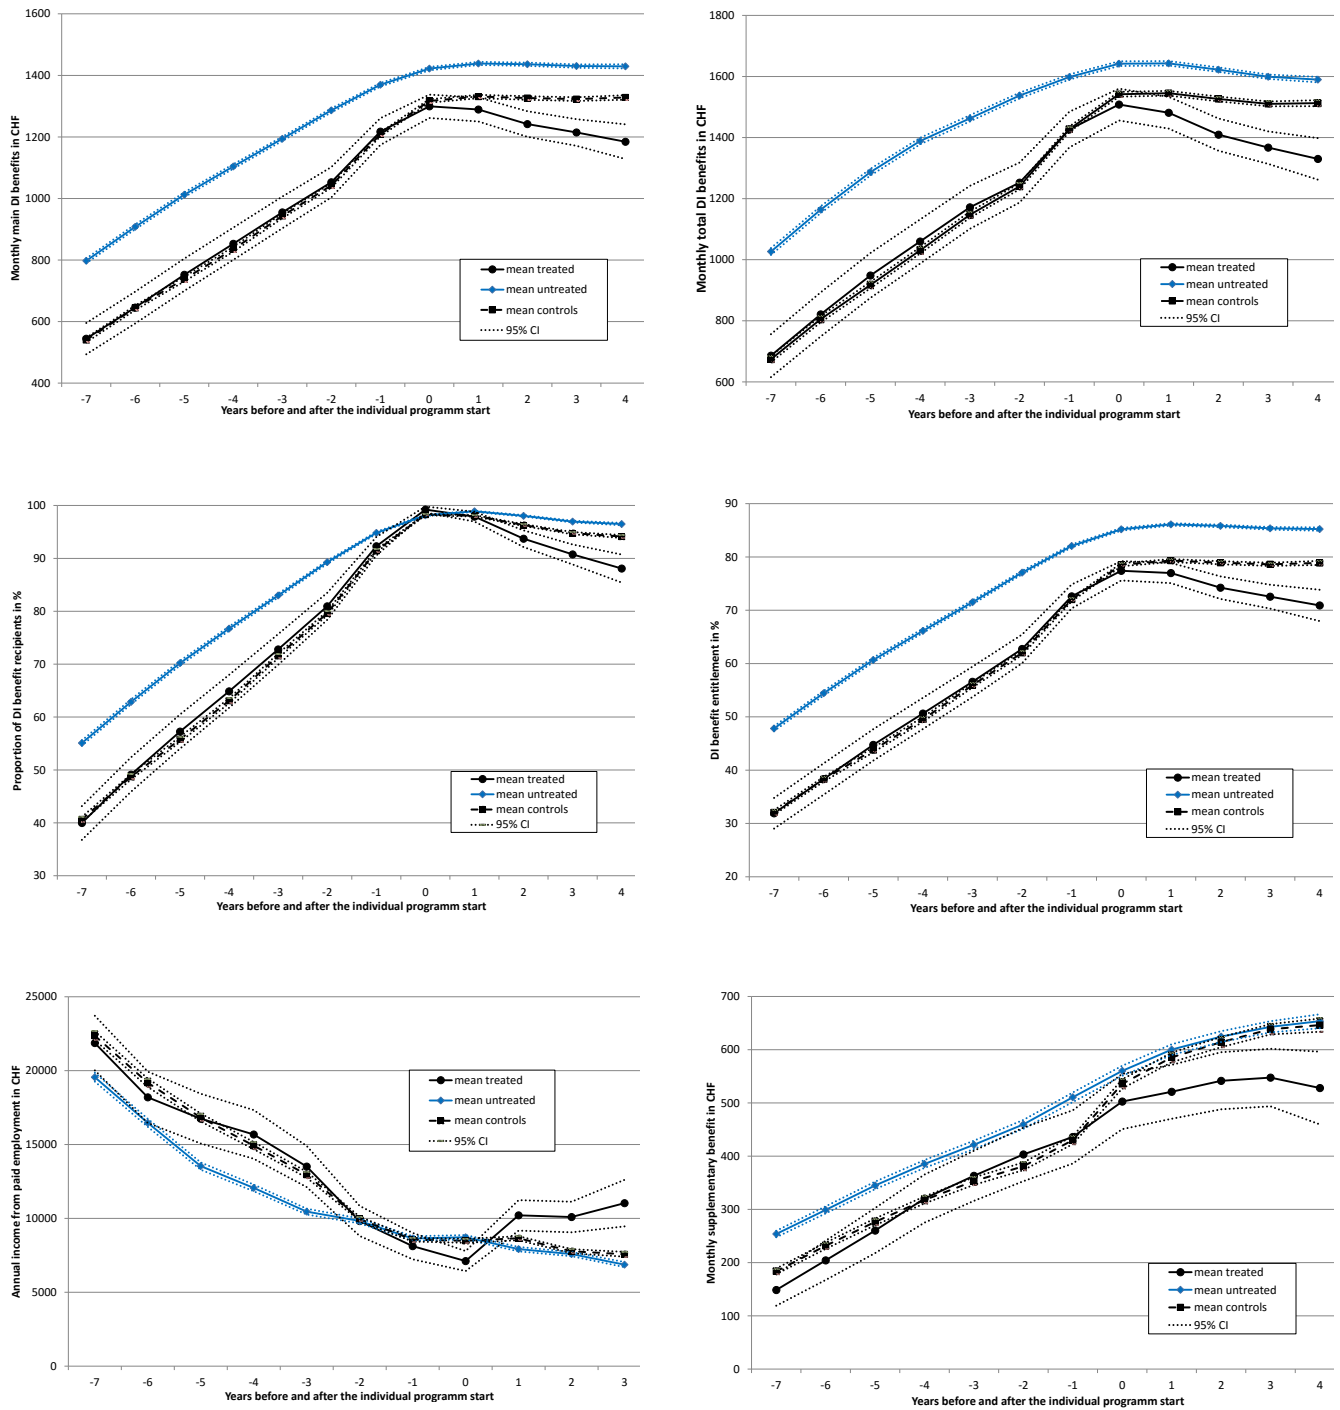 1600
1400
1200
1000
800
600
400
Monthly main DI benefits in CHF
mean treated
mean untreated
mean controls
95% CI
-7 -6 -5 -4 -3 -2 -1 0 1 2 3 4
Years before and after the individual programm start
1800
1600
1400
1200
1000
800
600
Monthly total DI benefits in CHF
mean treated
mean untreated
mean controls
95% CI
-7 -6 -5 -4 -3 -2 -1 0 1 2 3 4
Years before and after the individual programm start
100
90
80
70
60
50
40
30
Proportion of DI benefit recipients in %
mean treated
mean untreated
mean controls
95% CI
-7 -6 -5 -4 -3 -2 -1 0 1 2 3 4
Years before and after the individual programm start
90
80
70
60
50
40
30
20
DI benefit entitlement in %
mean treated
mean untreated
mean controls
95% CI
-7 -6 -5 -4 -3 -2 -1 0 1 2 3 4
Years before and after the individual programm start
25000
20000
15000
10000
5000
0
Annual income from paid employment in CHF
mean treated
mean untreated
mean controls
95% CI
-7 -6 -5 -4 -3 -2 -1 0 1 2 3
Years before and after the individual programm start
700
600
500
400
300
200
100
0
Monthly supplementary benefit in CHF
mean treated
mean untreated
mean controls
95% CI
-7 -6 -5 -4 -3 -2 -1 0 1 2 3 4
Years before and after the individual programm start